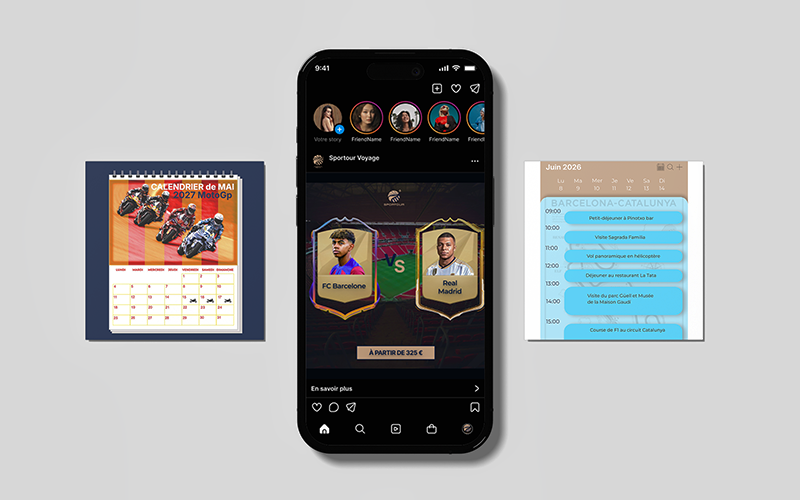 CALENDRIER de MAI
2027 MotoGp
LUNDI MARDI MERCREDI JEUDI VENDREDI SAMEDI DIMANCHE
9:41
Votre story
FriendName
FriendName
FriendName
Sportour Voyage
SPORTOUR
VS
FC Barcelone
Real
Madrid
À PARTIR DE 325 €
En savoir plus
Juin 2026
Lu Ma Mer Je Ve Sa Di
8 9 10 11 12 13 14
BARCELONA-CATALUNYA
09:00
Petit-déjeuner à Pinotxo bar
10:00
Visite Sagrada Familia
11:00
Vol panoramique en hélicoptère
12:00
Déjeuner au restaurant La Tata
13:00
14:00
Visite du parc Güell et Musée
de la Maison Gaudí
15:00
Course de F1 au circuit Catalunya